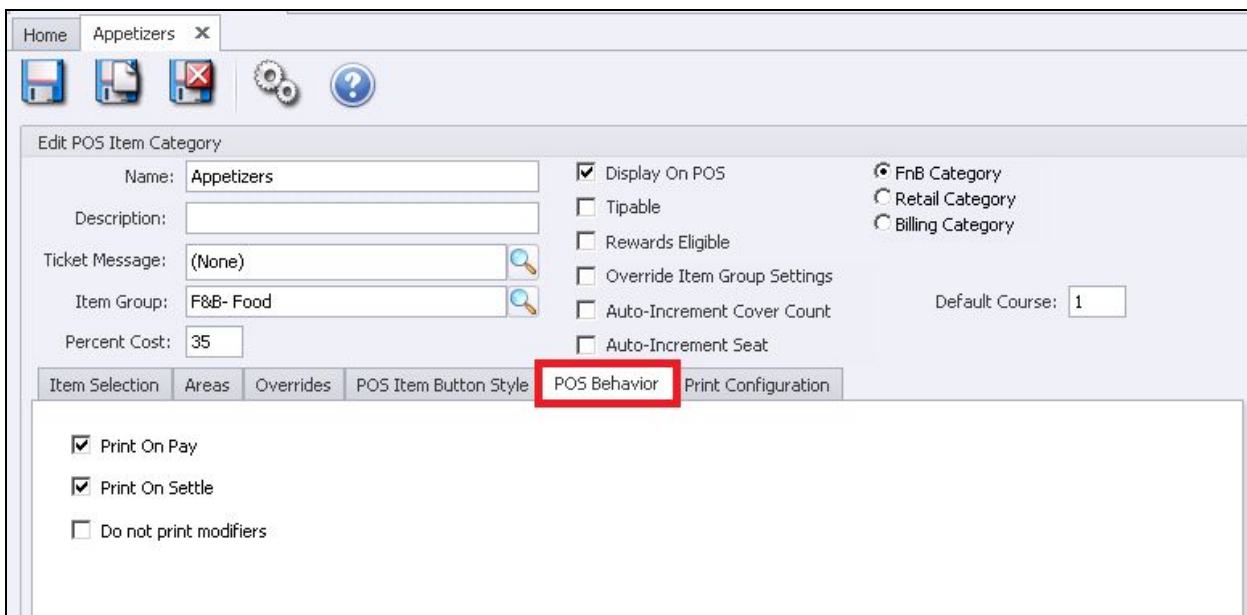 Home Appetizers X
?
Edit POS Item Category
Name: Appetizers
Description:
Ticket Message: (None)
Item Group: F&B- Food
Percent Cost: 35
Display On POS
Tipable
Rewards Eligible
Override Item Group Settings
Auto-Increment Cover Count
Auto-Increment Seat
FnB Category
Retail Category
Billing Category
Default Course: 1
Item Selection Areas Overrides POS Item Button Style POS Behavior Print Configuration
Print On Pay
Print On Settle
Do not print modifiers